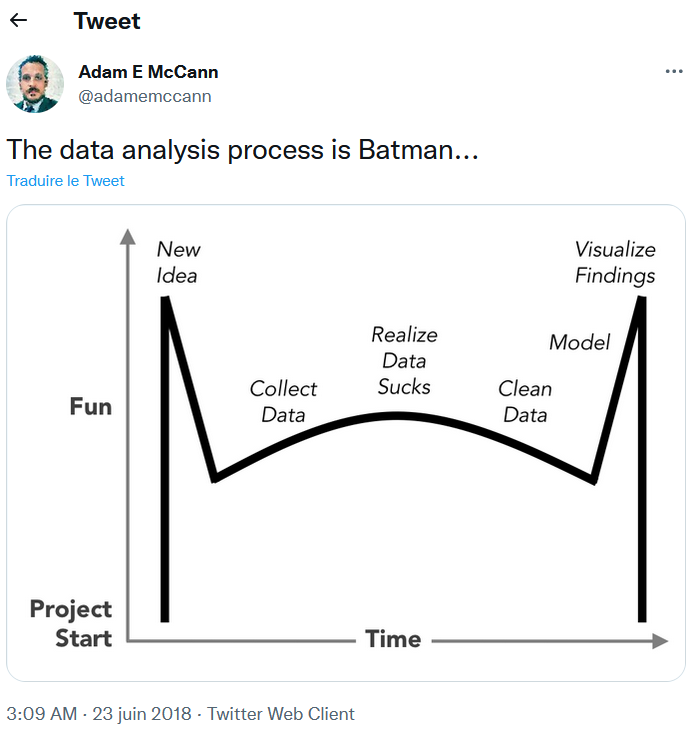 Tweet
Adam E McCann
@adamemccann
The data analysis process is Batman...
Traduire le Tweet
New
Idea
Visualize
Findings
Realize
Data
Sucks
Model
Collect
Data
Clean
Data
Fun
Project
Start
Time
3:09 AM · 23 juin 2018 · Twitter Web Client